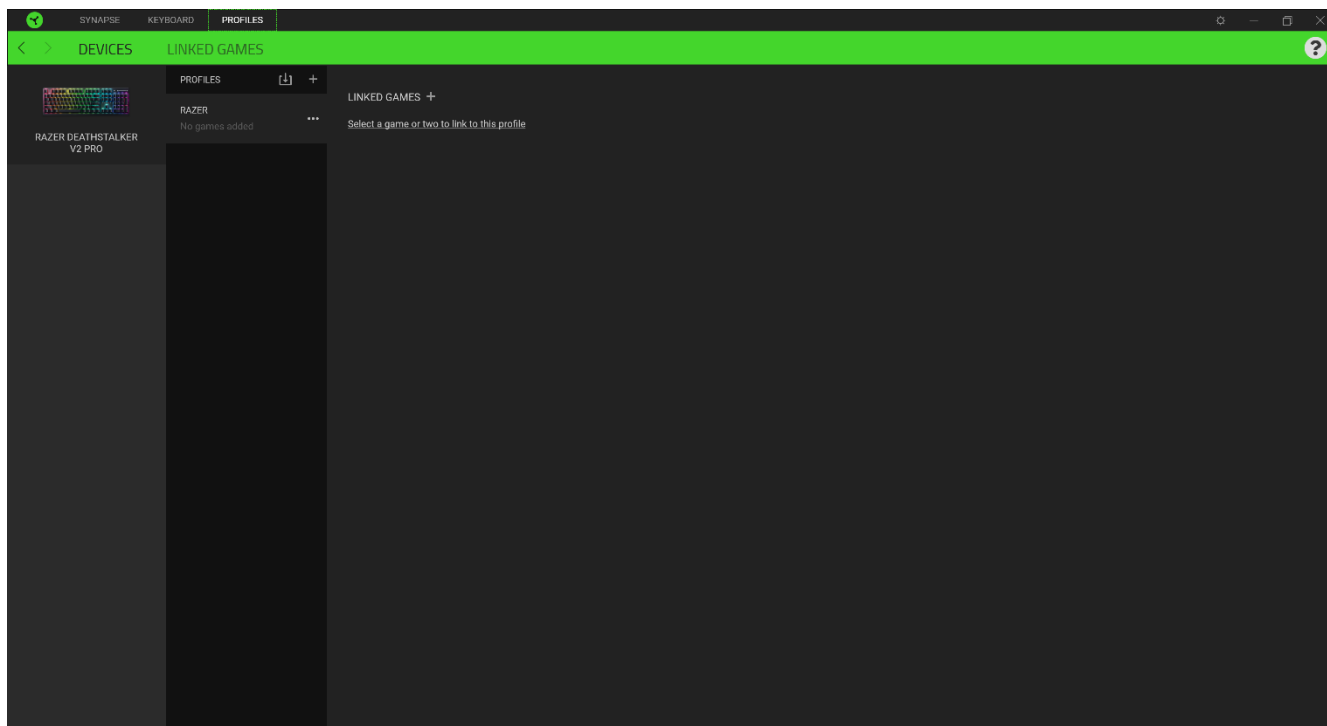 SYNAPSE KEYBOARD PROFILES
DEVICES LINKED GAMES
?
RAZER DEATHSTALKER
V2 PRO
PROFILES
RAZER
No games added
LINKED GAMES +
Select a game or two to link to this profile